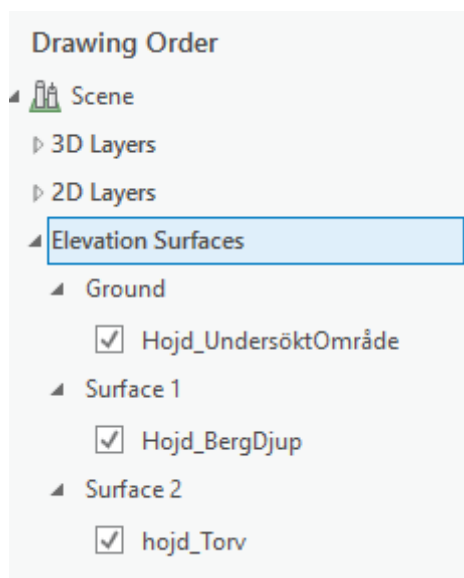 Drawing Order
Scene
3D Layers
2D Layers
Elevation Surfaces
Ground
Hojd_UndersöktOmråde
Surface 1
Hojd_BergDjup
Surface 2
hojd_Torv